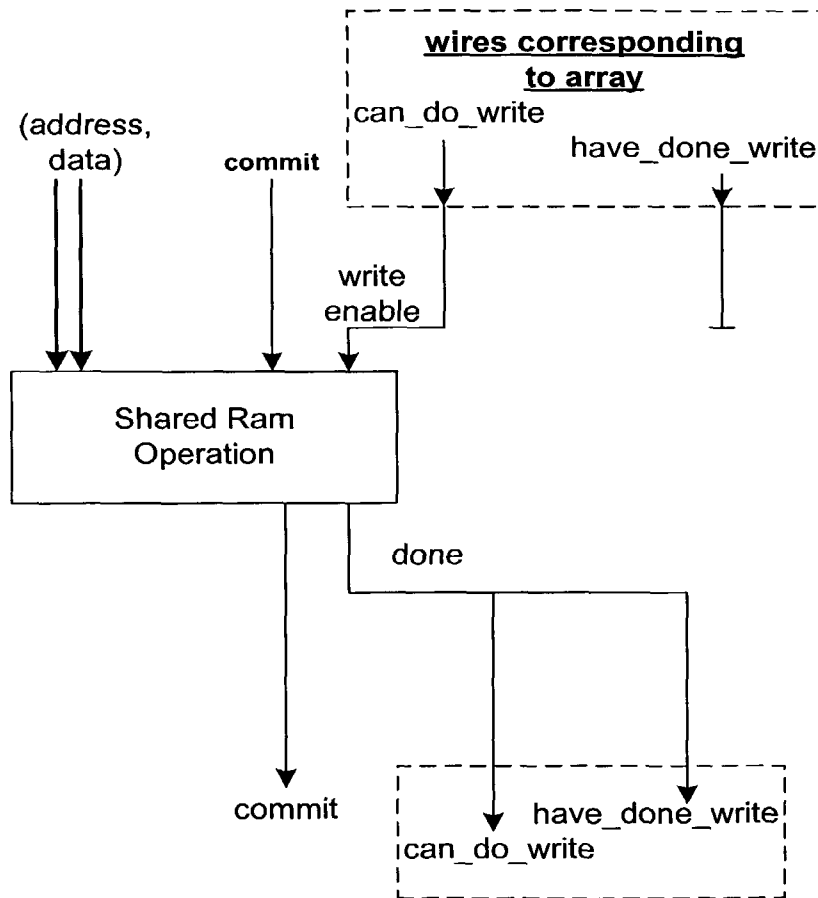 wires corresponding
to array
can_do_write
have_done_write
(address,
data)
commit
write
enable
Shared Ram
Operation
done
commit
have_done_write
can_do_write